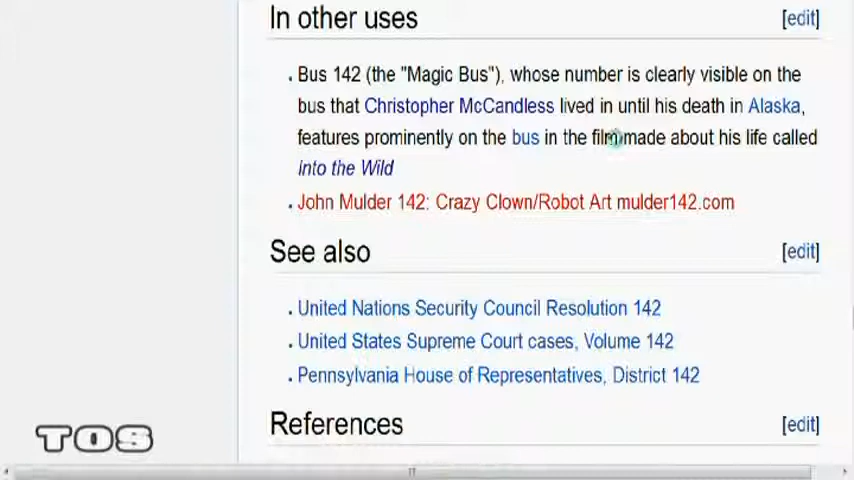 In other uses [edit]
Bus 142 (the "Magic Bus"), whose number is clearly visible on the
bus that Christopher McCandless lived in until his death in Alaska,
features prominently on the bus in the film made about his life called
into the Wild
John Mulder 142: Crazy Clown/Robot Art mulder142.com
See also [edit]
United Nations Security Council Resolution 142
United States Supreme Court cases, Volume 142
Pennsylvania House of Representatives, District 142
References [edit]
TOS